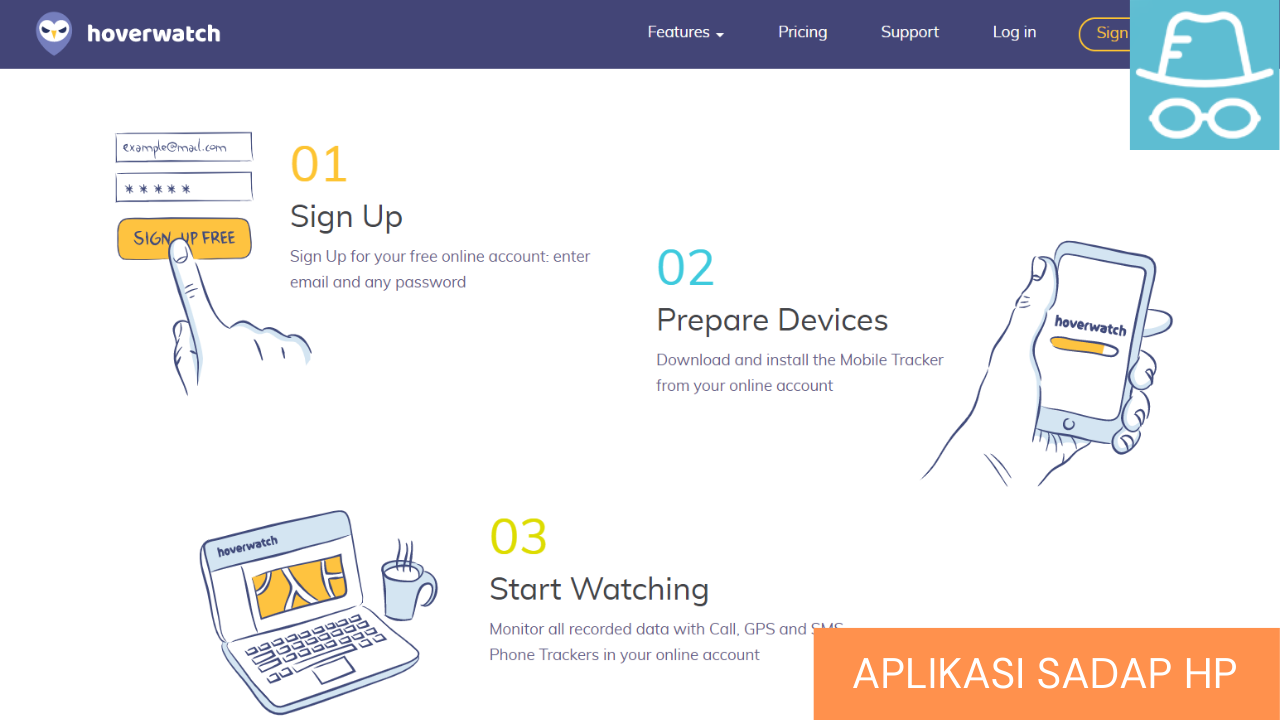 hoverwatch
Features
Pricing
Support
Log in
Sign
example@mail.com
*****
SIGN UP FREE
01
Sign Up
Sign Up for your free online account: enter
email and any password
02
Prepare Devices
Download and install the Mobile Tracker
from your online account
hoverwatch
hoverwatch
03
Start Watching
Monitor all recorded data with Call, GPS and SMS
Phone Trackers in your online account
APLIKASI SADAP HP